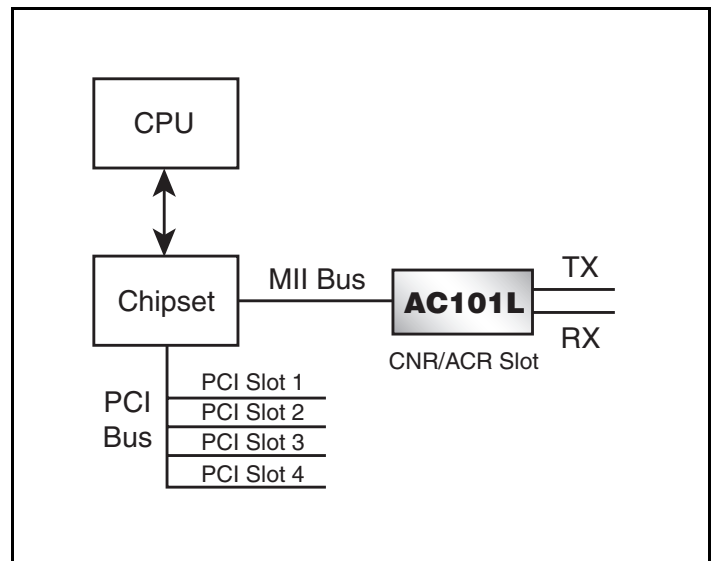 CPU
Chipset
MII Bus
AC101L
TX
RX
CNR/ACR Slot
PCI
Bus
PCI Slot 1
PCI Slot 2
PCI Slot 3
PCI Slot 4